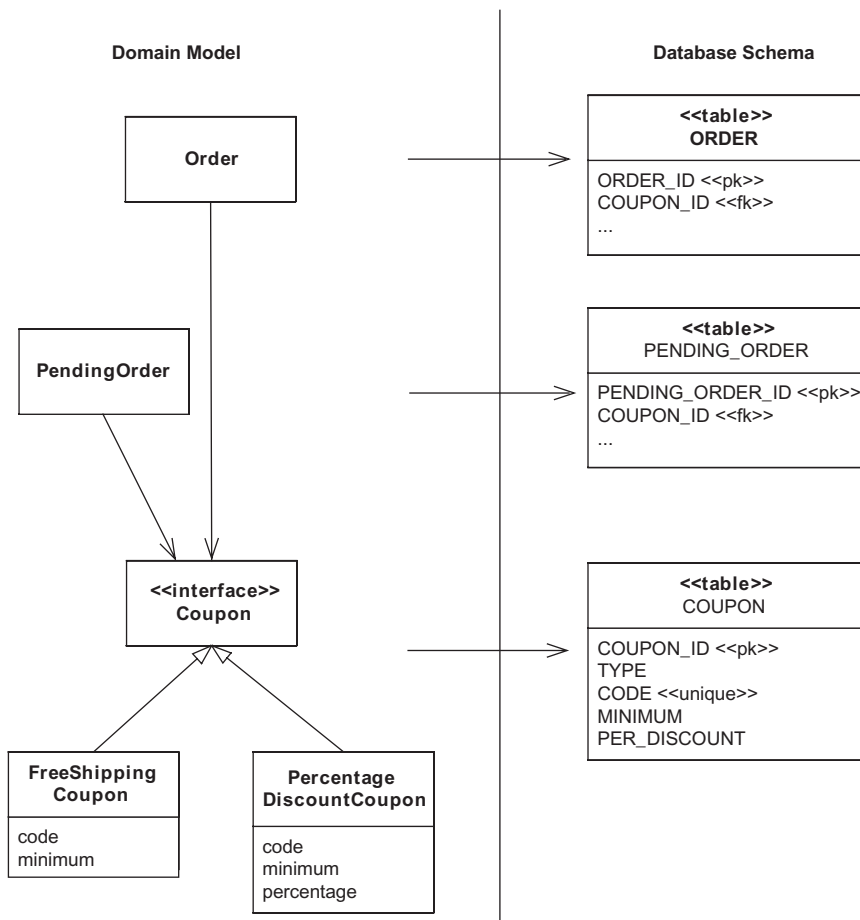 Domain Model
Database Schema
Order
<<table>>
ORDER
ORDER_ID <<pk>>
COUPON_ID <<fk>>
...
PendingOrder
<<table>>
PENDING_ORDER
PENDING_ORDER_ID <<pk>>
COUPON_ID <<fk>>
...
<<interface>>
Coupon
<<table>>
COUPON
COUPON_ID <<pk>>
TYPE
CODE <<unique>>
MINIMUM
PER_DISCOUNT
FreeShipping
Coupon
code
minimum
Percentage
DiscountCoupon
code
minimum
percentage